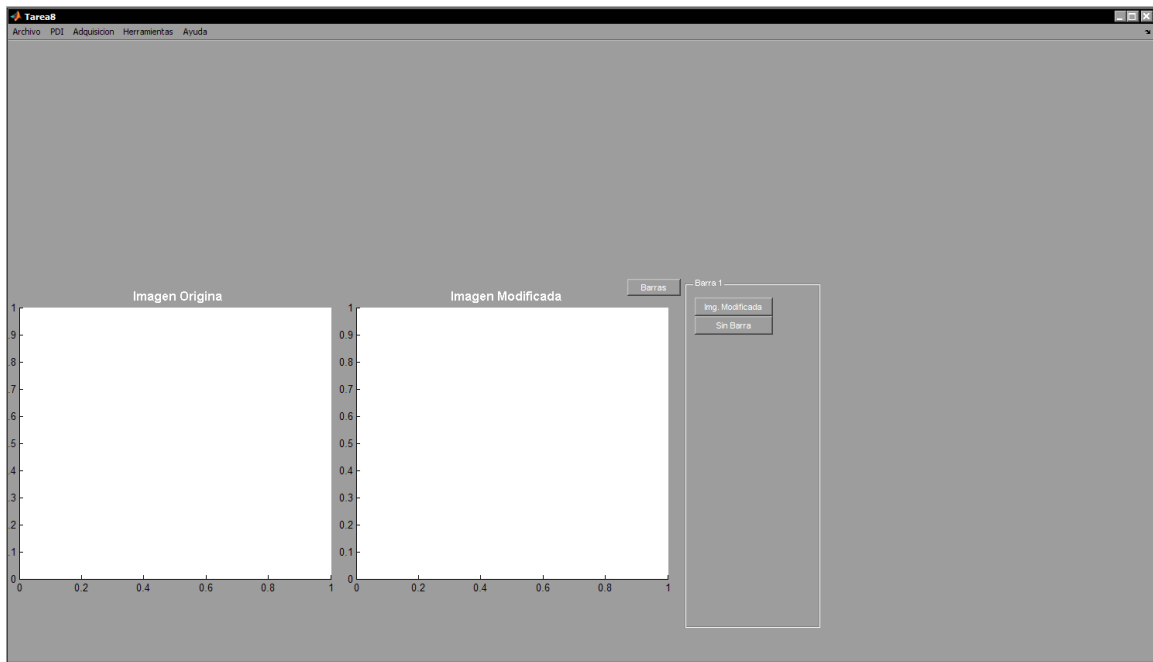 Tarea8
Archivo PDI Adquisicion Herramientas Ayuda
Barras
Barra 1
Imagen Origina
Imagen Modificada
Img. Modificada
Sin Barra
1
.9
.8
.7
.6
.5
.4
.3
.2
.1
0
0 0.2 0.4 0.6 0.8 1
1
0.9
0.8
0.7
0.6
0.5
0.4
0.3
0.2
0.1
0
0 0.2 0.4 0.6 0.8 1